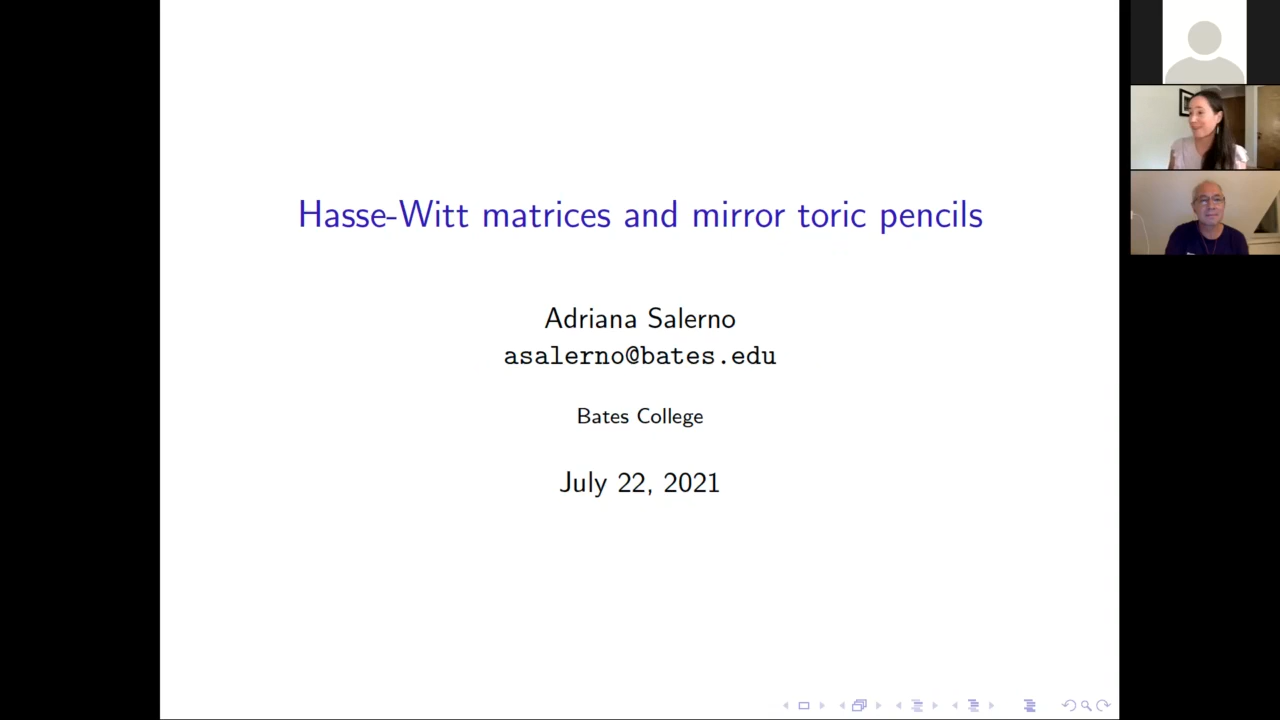 Hasse-Witt matrices and mirror toric pencils
Adriana Salerno
asalerno@bates.edu
Bates College
July 22, 2021